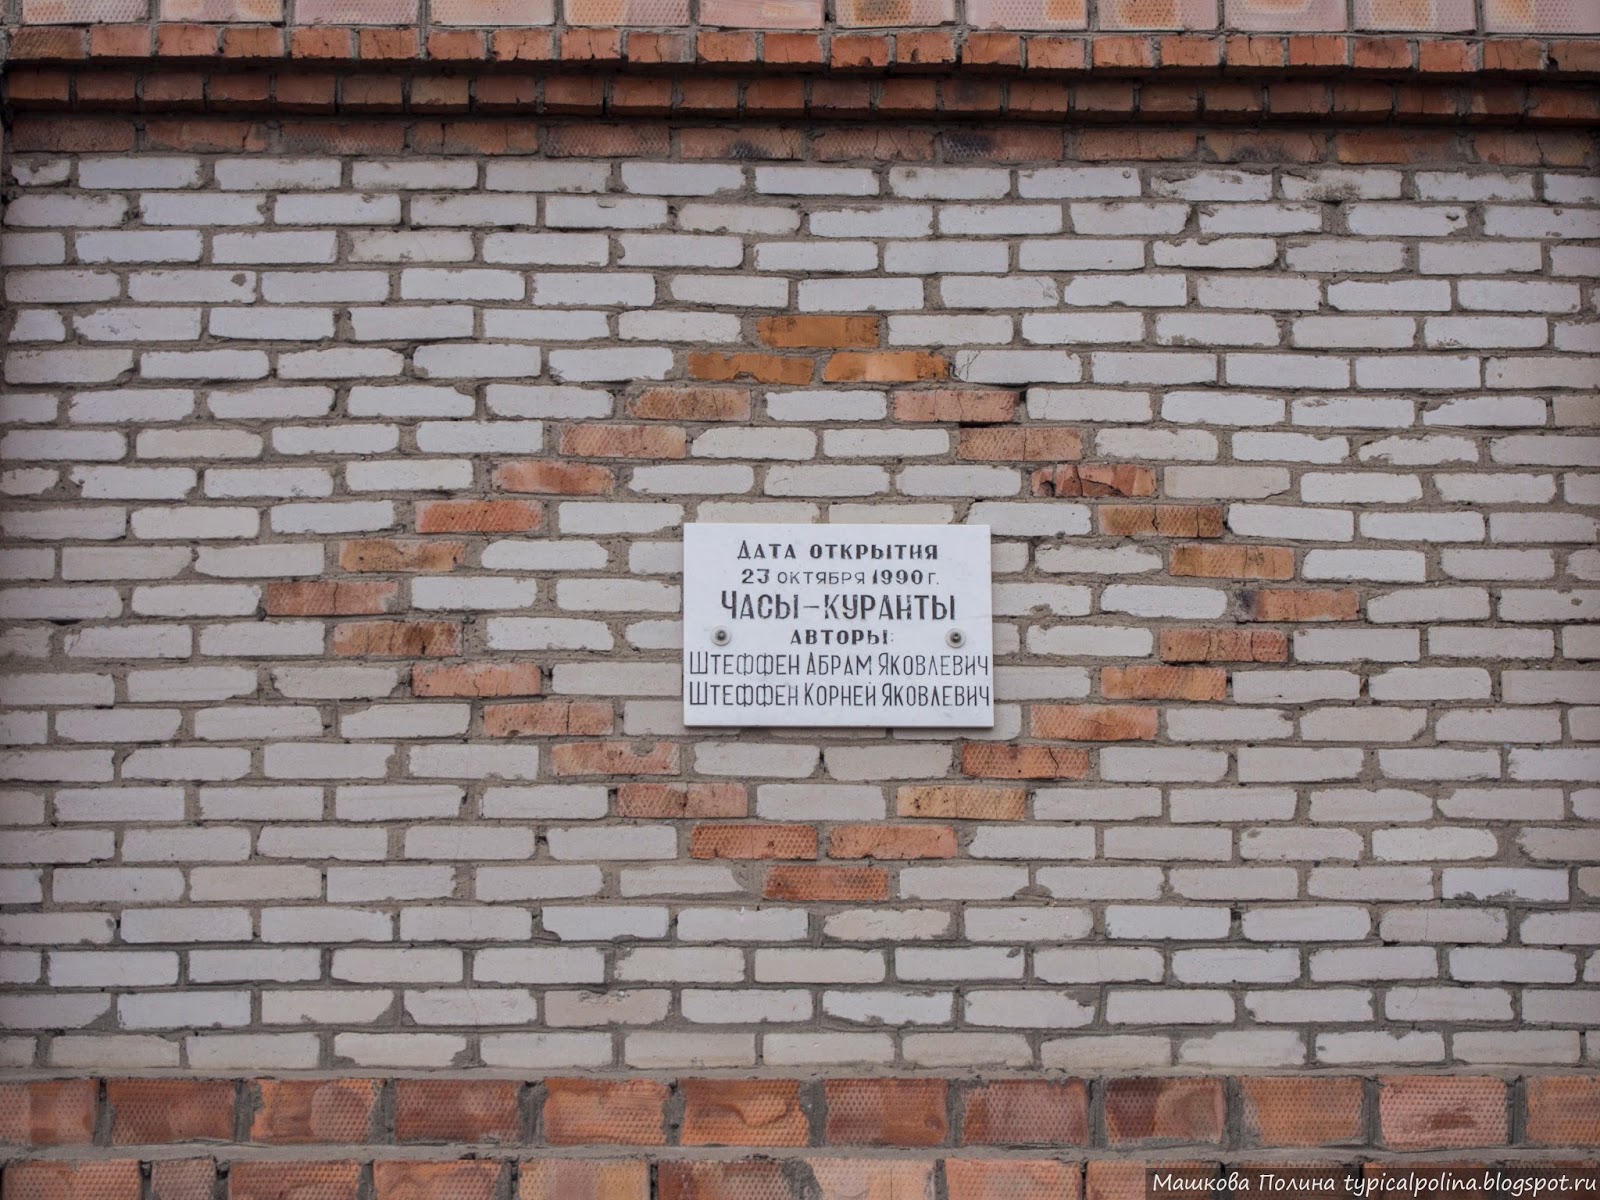 Дата открытия
23 октября 1990 г.
Часы-куранты
авторы:
Штеффен Абрам Яковлевич
Штеффен Корней Яковлевич
Машкова Полина typicalpolina.blogspot.ru